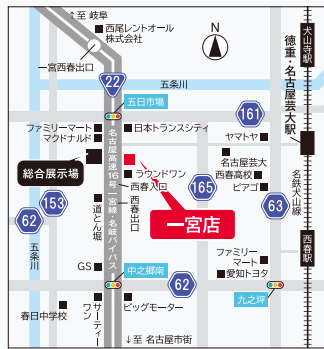 ↑至 岐阜
西尾レントオール
株式会社
N
犬山寺駅
徳重・名古屋芸大駅
一宮西春出口
22
五条川
五日市場
161
ファミリーマート
マクドナルド
日本トランスシティ
ヤマトヤ
総合展示場
名古屋高速16号一宮線
名岐バイパス
ラウンドワン
西春入口
西春出口
名古屋芸大
西春高校
ピアゴ
165
153
62
63
道とん堀
一宮店
名鉄犬山線
西春駅
五条川
GS
中之郷南
62
ファミリー
マート
愛知トヨタ
九之坪
春日中学校
サーティー
ワン
ビッグモーター
↓至 名古屋市街